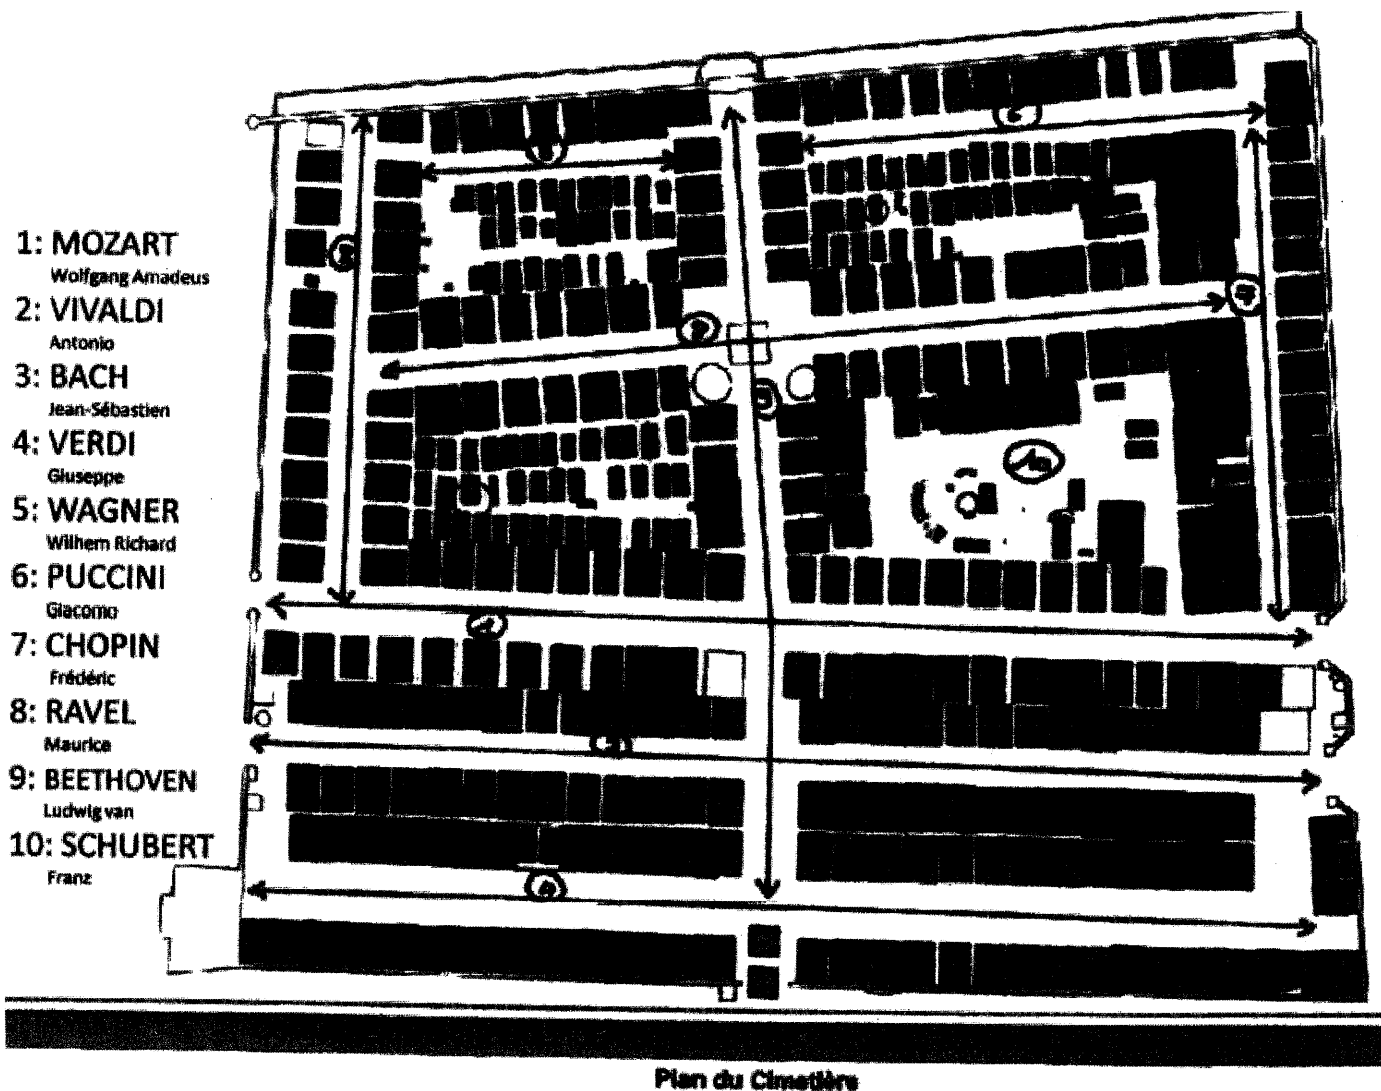 1: MOZART
Wolfgang Amadeus
2: VIVALDI
Antonio
3: BACH
Jean-Sébastien
4: VERDI
Giuseppe
5: WAGNER
Wilhem Richard
6: PUCCINI
Giacomo
7: CHOPIN
Frédéric
8: RAVEL
Maurice
9: BEETHOVEN
Ludwig van
10: SCHUBERT
Franz
10
Plan du Cimetière